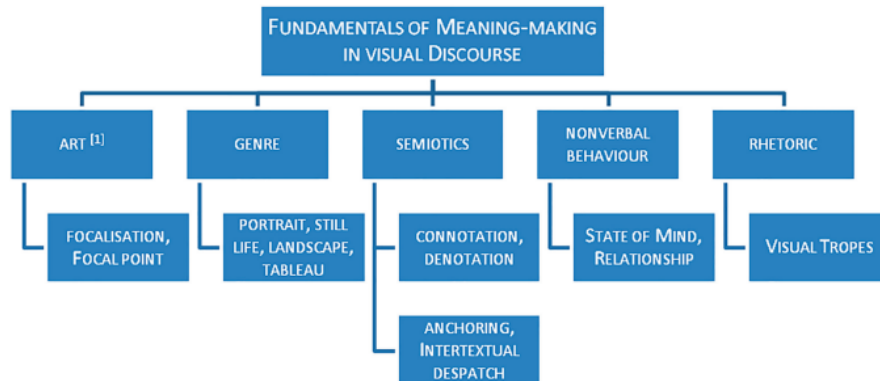 FUNDAMENTALS OF MEANING-MAKING
IN VISUAL DISCOURSE
ART [1]
GENRE
SEMIOTICS
NONVERBAL
BEHAVIOUR
RHETORIC
FOCALISATION,
FOCAL POINT
PORTRAIT, STILL
LIFE, LANDSCAPE,
TABLEAU
CONNOTATION,
DENOTATION
STATE OF MIND,
RELATIONSHIP
VISUAL TROPES
ANCHORING,
INTERTEXTUAL
DESPATCH